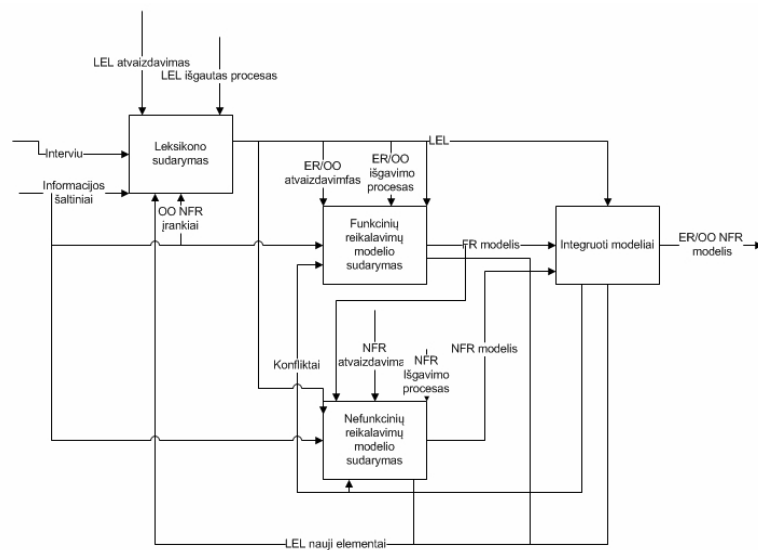 LEL atvaizdavimas
LEL išgautas procesas
Leksikono
sudarymas
Interviu
Informacijos
šaltiniai
OO NFR
įrankiai
LEL
ER/OO
atvaizdavimfas
ER/OO
išgavimo
procesas
Funkcinių
reikalavimų
modelio
sudarymas
FR modelis
Integruoti modeliai
ER/OO NFR
modelis
Konfliktai
NFR
atvaizdavima
NFR
Išgavimo
procesas
NFR modelis
Nefunkcinių
reikalavimų
modelio
sudarymas
LEL nauji elementai